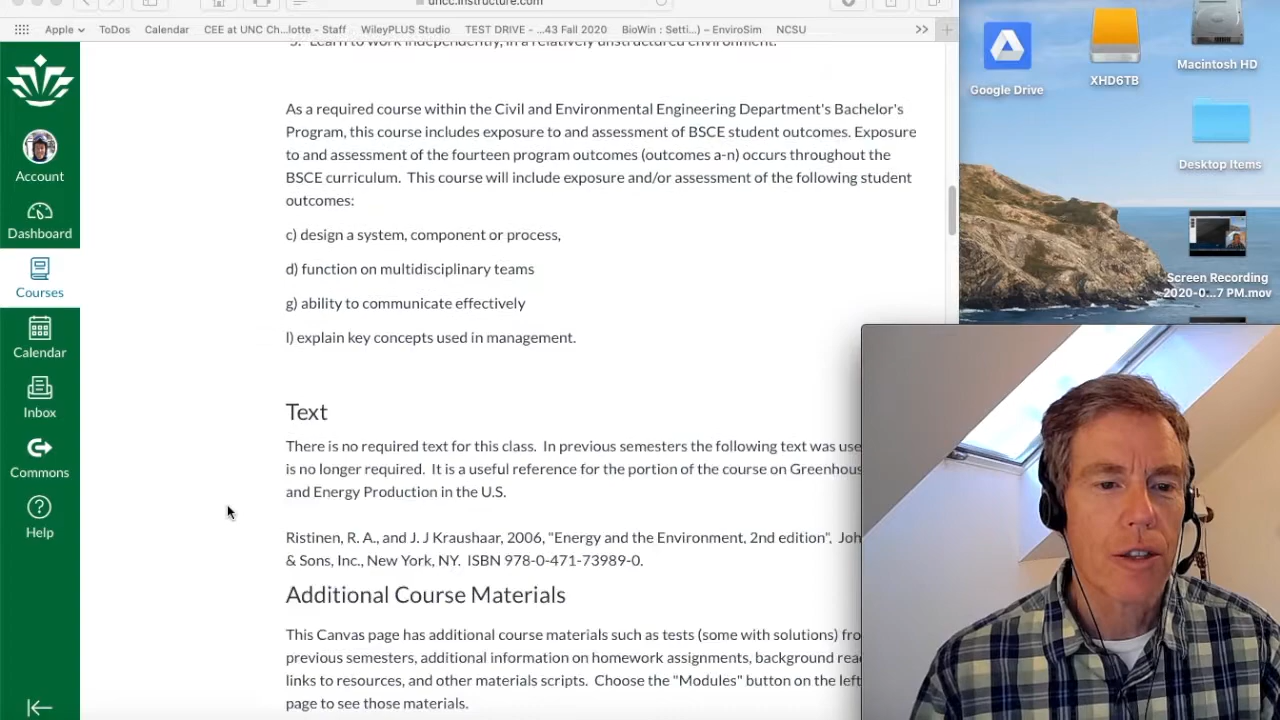 uncc.instructure.com
Apple ToDos Calendar CEE at UNC Ch...lotte - Staff WileyPLUS Studio TEST DRIVE - ...43 Fall 2020 BioWin : Setti...) – EnviroSim NCSU
Google Drive
XHD6TB
Macintosh HD
Desktop Items
Screen Recording
2020-0...7 PM.mov
Account
Dashboard
Courses
Calendar
Inbox
Commons
Help
Learn to work independently, in a relatively unstructured environment.
As a required course within the Civil and Environmental Engineering Department's Bachelor's
Program, this course includes exposure to and assessment of BSCE student outcomes. Exposure
to and assessment of the fourteen program outcomes (outcomes a-n) occurs throughout the
BSCE curriculum. This course will include exposure and/or assessment of the following student
outcomes:
c) design a system, component or process,
d) function on multidisciplinary teams
g) ability to communicate effectively
l) explain key concepts used in management.
Text
There is no required text for this class. In previous semesters the following text was use
is no longer required. It is a useful reference for the portion of the course on Greenhous
and Energy Production in the U.S.
Ristinen, R. A., and J. J Kraushaar, 2006, "Energy and the Environment, 2nd edition", Joh
& Sons, Inc., New York, NY. ISBN 978-0-471-73989-0.
Additional Course Materials
This Canvas page has additional course materials such as tests (some with solutions) fro
previous semesters, additional information on homework assignments, background rea
links to resources, and other materials scripts. Choose the "Modules" button on the left
page to see those materials.